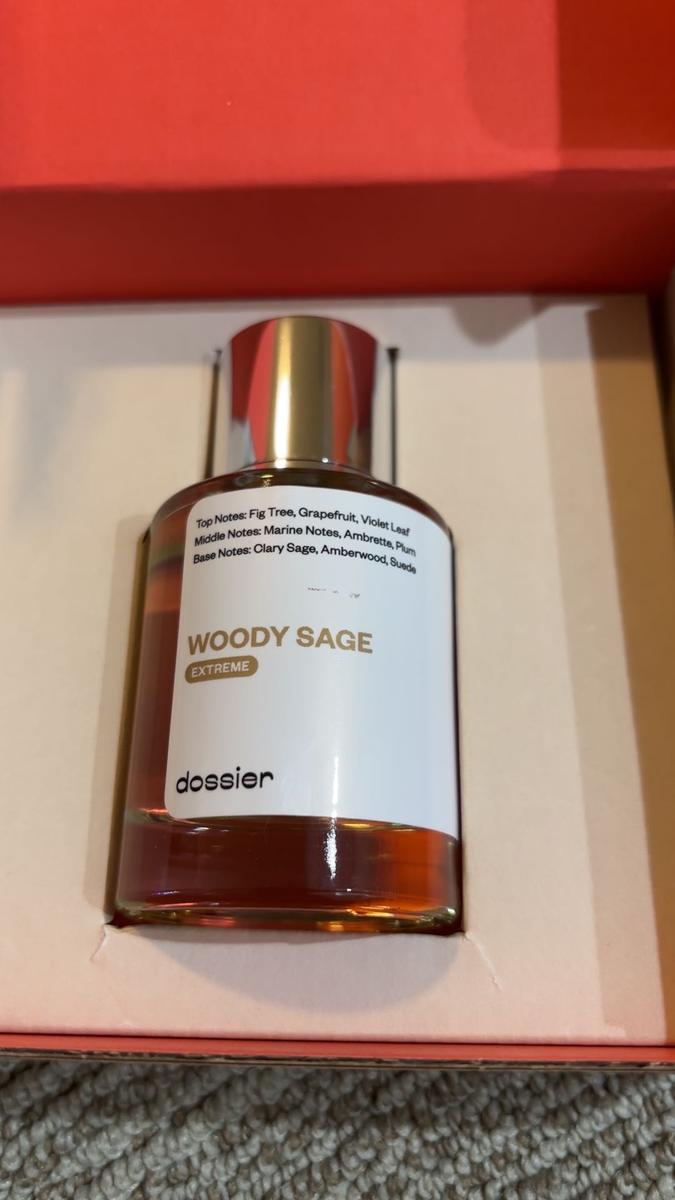 Top Notes: Fig Tree, Grapefruit, Violet Leaf
Middle Notes: Marine Notes, Ambrette, Plum
Base Notes: Clary Sage, Amberwood, Suede
WOODY SAGE
EXTREME
dossier